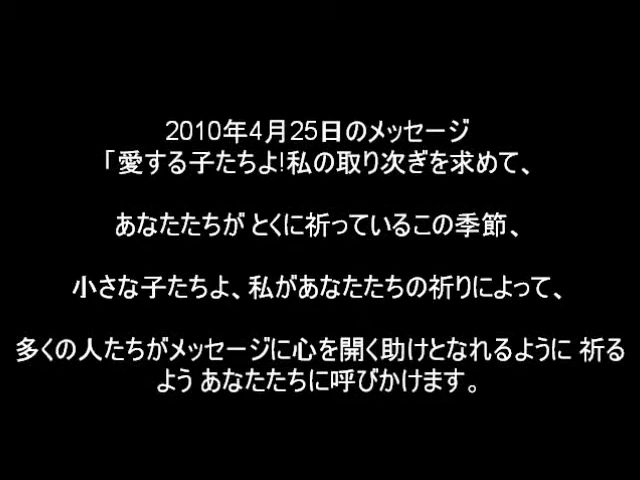 2010年4月25日のメッセージ
「愛する子たちよ!私の取り次ぎを求めて、
あなたたちが とくに祈っているこの季節、
小さな子たちよ、私があなたたちの祈りによって、
多くの人たちがメッセージに心を開く助けとなれるように 祈る
よう あなたたちに呼びかけます。